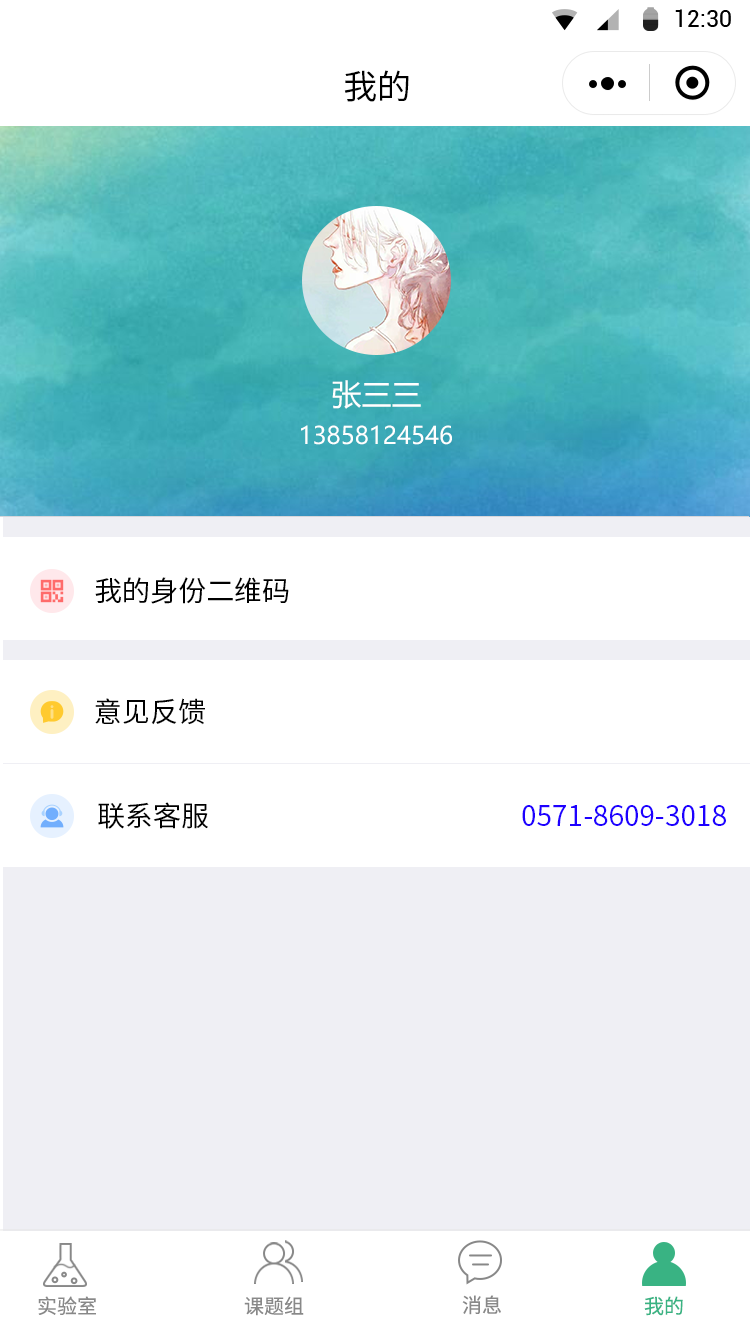 12:30
我的
张三三
13858124546
我的身份二维码
意见反馈
联系客服 0571-8609-3018
实验室 课题组 消息 我的